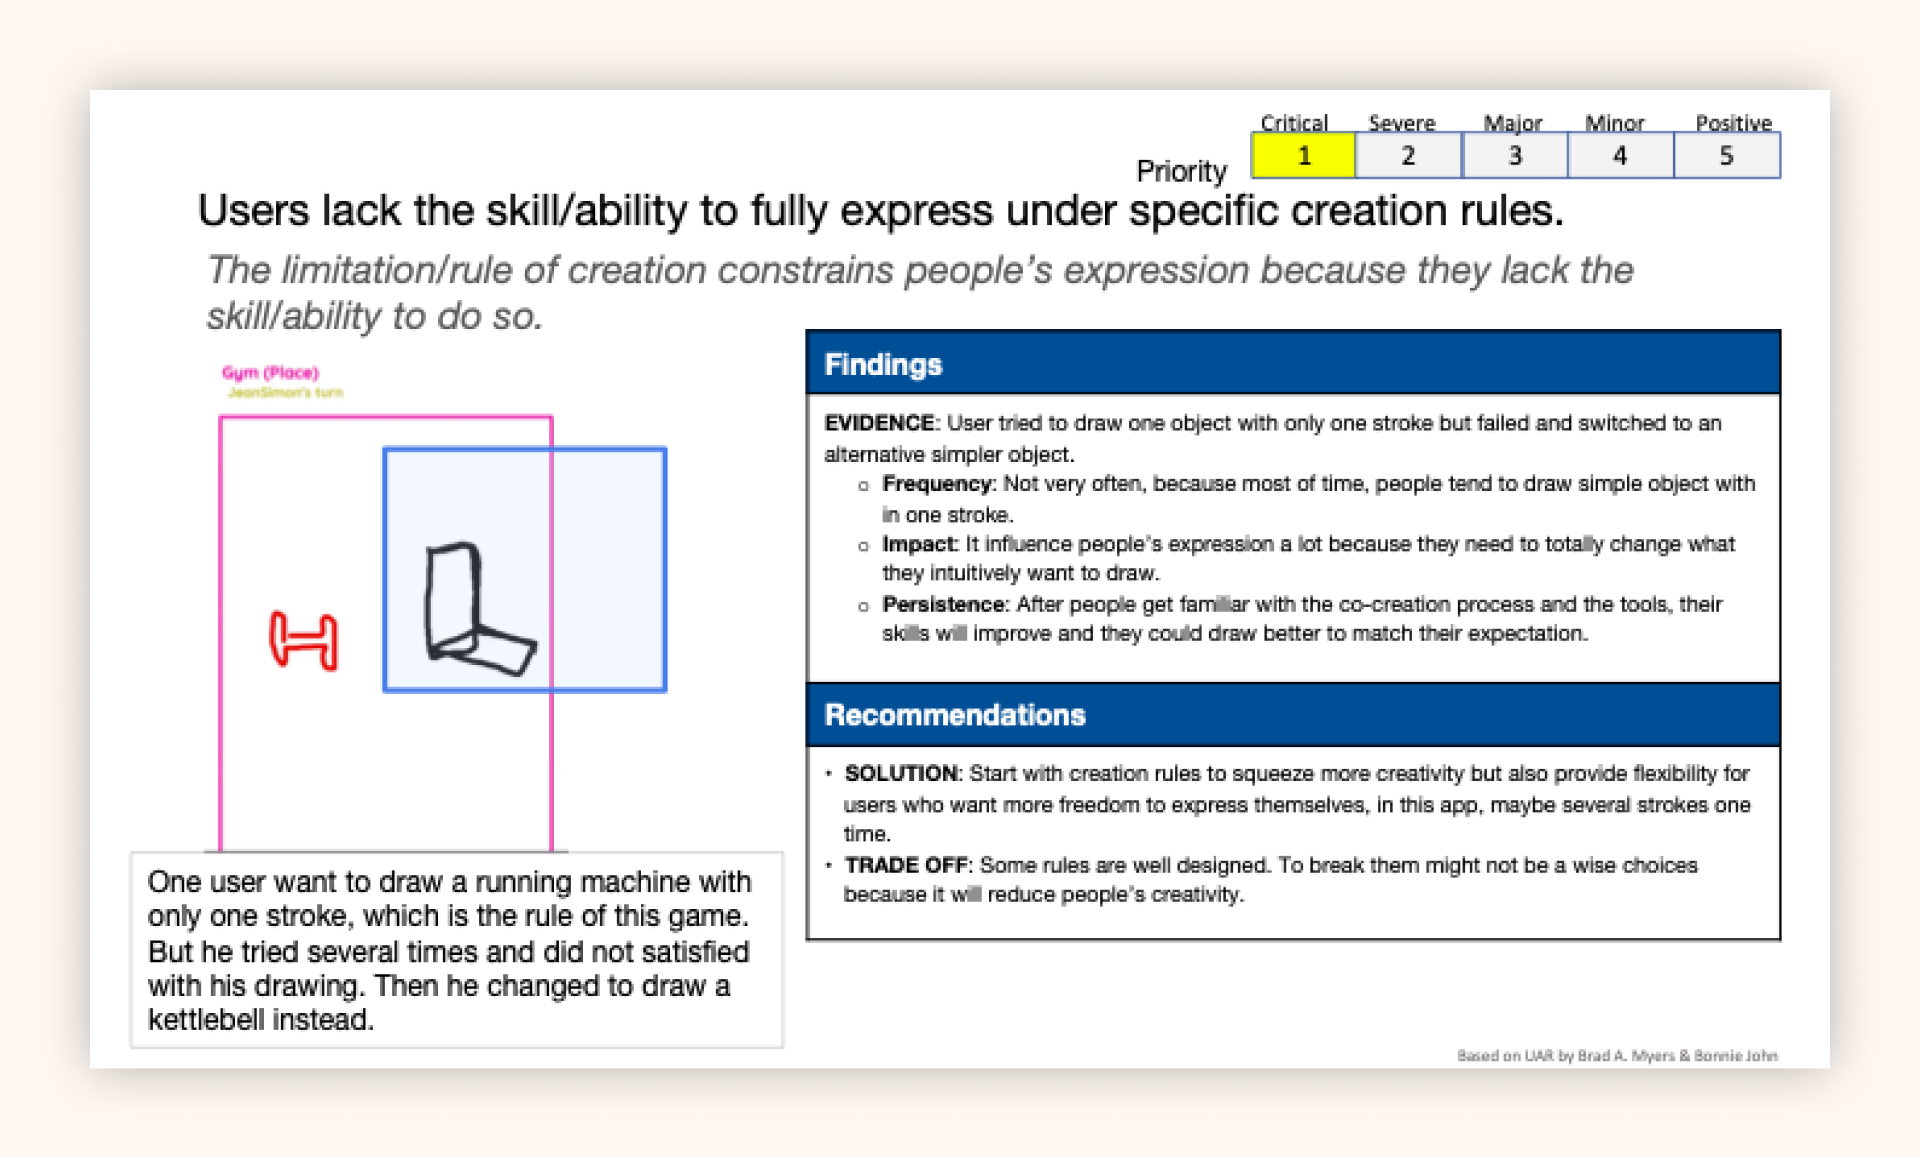 Critical Severe Major Minor Positive
Priority 1 2 3 4 5
Users lack the skill/ability to fully express under specific creation rules.
The limitation/rule of creation constrains people's expression because they lack the
skill/ability to do so.
Gym (Place)
JeanSimon's turn
One user want to draw a running machine with
only one stroke, which is the rule of this game.
But he tried several times and did not satisfied
with his drawing. Then he changed to draw a
kettlebell instead.
Findings
EVIDENCE: User tried to draw one object with only one stroke but failed and switched to an
alternative simpler object.
o Frequency: Not very often, because most of time, people tend to draw simple object with
in one stroke.
o Impact: It influence people's expression a lot because they need to totally change what
they intuitively want to draw.
o Persistence: After people get familiar with the co-creation process and the tools, their
skills will improve and they could draw better to match their expectation.
Recommendations
• SOLUTION: Start with creation rules to squeeze more creativity but also provide flexibility for
users who want more freedom to express themselves, in this app, maybe several strokes one
time.
• TRADE OFF: Some rules are well designed. To break them might not be a wise choices
because it will reduce people's creativity.
Based on UAR by Brad A. Myers & Bonnie John